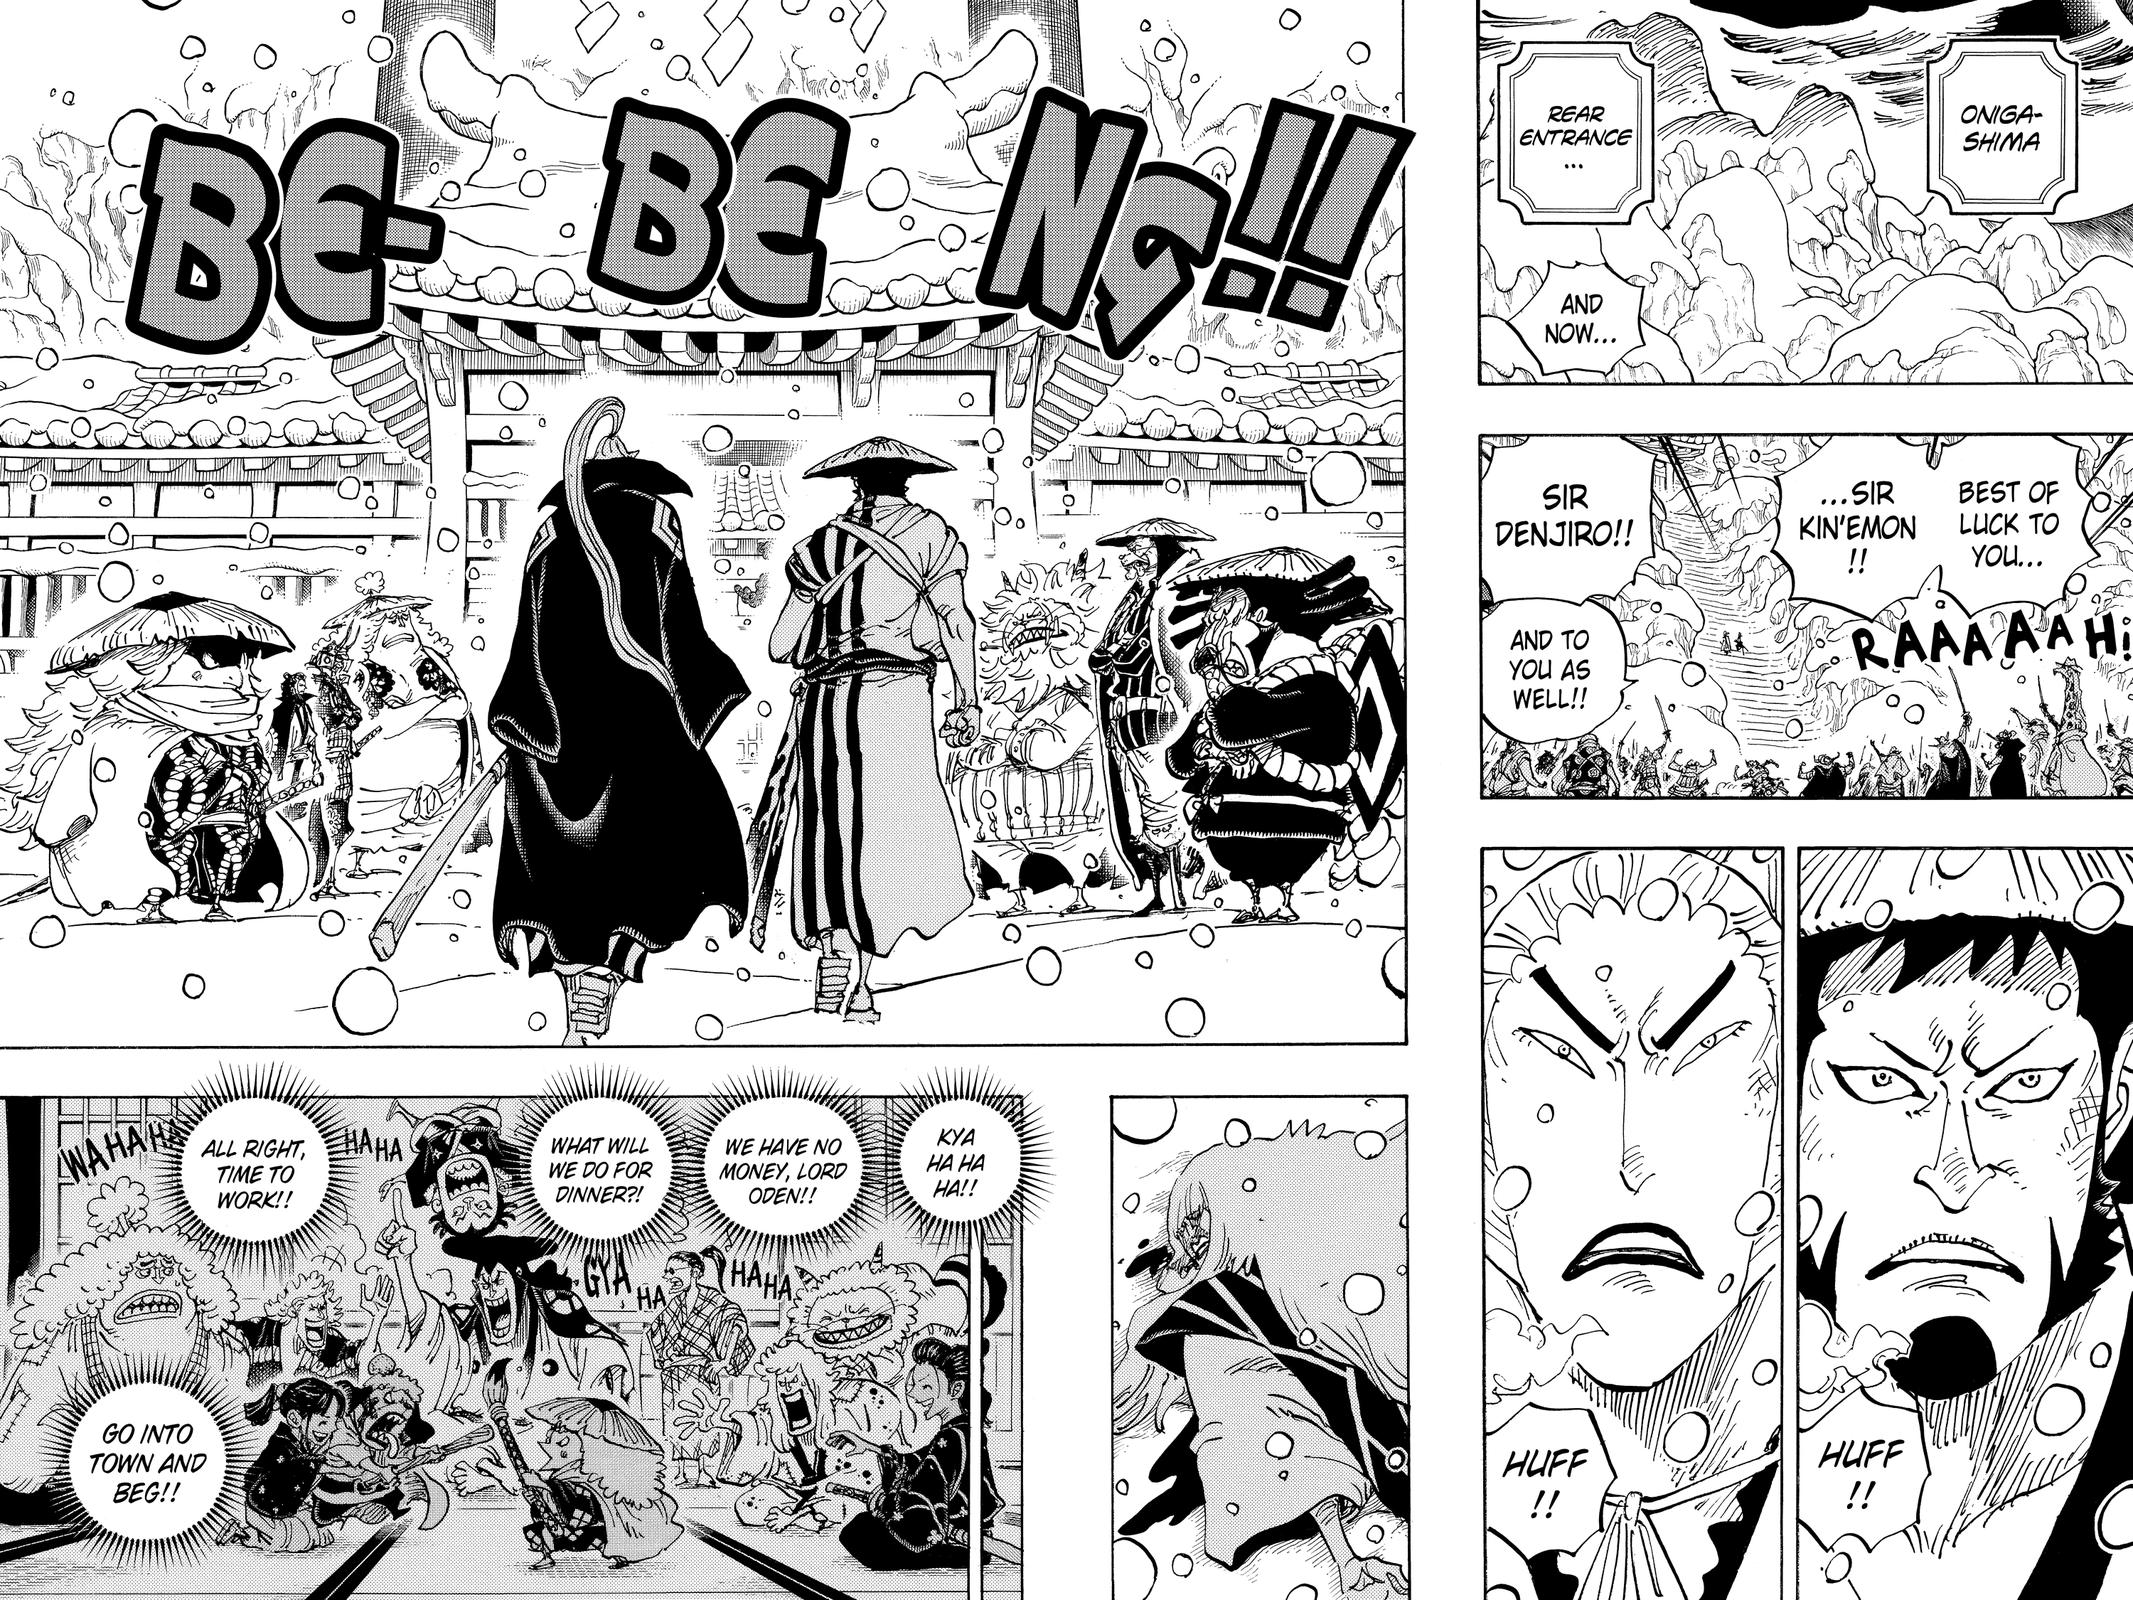 ONIGA-
SHIMA
REAR
ENTRANCE
...
AND
NOW...
BEST OF
LUCK TO
YOU...
...SIR
KIN'EMON
!!
SIR
DENJIRO!!
AND TO
YOU AS
WELL!!
RAAAAAH!
HUFF
!!
HUFF
!!
BE-BENG!!
KYA
HA HA
HA!!
WE HAVE NO
MONEY, LORD
ODEN!!
WHAT WILL
WE DO FOR
DINNER?!
ALL RIGHT,
TIME TO
WORK!!
GO INTO
TOWN AND
BEG!!
HAHA
GYA
HA
HAHA
WAHAHA